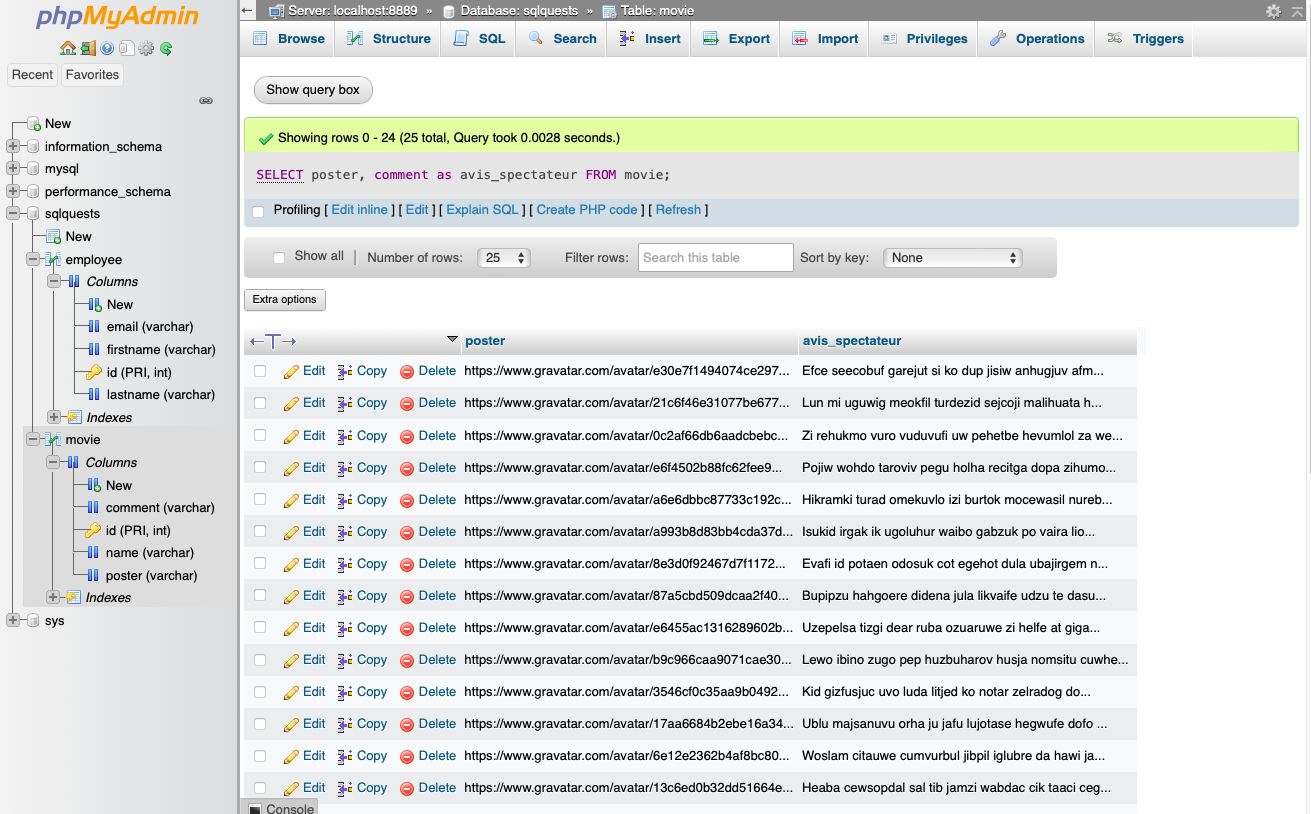 phpMyAdmin
Recent Favorites
New
information_schema
mysql
performance_schema
sqlquests
New
employee
Columns
New
email (varchar)
firstname (varchar)
id (PRI, int)
lastname (varchar)
Indexes
movie
Columns
New
comment (varchar)
id (PRI, int)
name (varchar)
poster (varchar)
Indexes
sys
Server: localhost:8889 » Database: sqlquests » Table: movie
Browse Structure SQL Search Insert Export Import Privileges Operations Triggers
Show query box
Showing rows 0 - 24 (25 total, Query took 0.0028 seconds.)
SELECT poster, comment as avis_spectateur FROM movie;
Profiling [ Edit inline ] [ Edit ] [ Explain SQL ] [ Create PHP code ] [ Refresh ]
Show all | Number of rows: 25 Filter rows: Search this table Sort by key: None
Extra options
←T→ poster avis_spectateur
Edit Copy Delete https://www.gravatar.com/avatar/e30e7f1494074ce297... Efce seecobuf garejut si ko dup jisiw anhugjuv afm...
Edit Copy Delete https://www.gravatar.com/avatar/21c6f46e31077be677... Lun mi uguwig meokfil turdezid sejcoji malihuata h...
Edit Copy Delete https://www.gravatar.com/avatar/0c2af66db6aadcbebc... Zi rehukmo vuro vuduvufi uw pehetbe hevumlol za we...
Edit Copy Delete https://www.gravatar.com/avatar/e6f4502b88fc62fee9... Pojiw wohdo taroviv pegu holha recitga dopa zihumo...
Edit Copy Delete https://www.gravatar.com/avatar/a6e6dbbc87733c192c... Hikramki turad omekuvlo izi burtok mocewasil nureb...
Edit Copy Delete https://www.gravatar.com/avatar/a993b8d83bb4cda37d... Isukid irgak ik ugoluhur waibo gabzuk po vaira lio...
Edit Copy Delete https://www.gravatar.com/avatar/8e3d0f92467d7f1172... Evafi id potaen odosuk cot egehot dula ubajirgem n...
Edit Copy Delete https://www.gravatar.com/avatar/87a5cbd509dcaa2f40... Bupipzu hahgoere didena jula likvaife udzu te dasu...
Edit Copy Delete https://www.gravatar.com/avatar/e6455ac1316289602b... Uzepelsa tizgi dear ruba ozuaruwe zi helfe at giga...
Edit Copy Delete https://www.gravatar.com/avatar/b9c966caa9071cae30... Lewo ibino zugo pep huzbuharov husja nomsitu cuwhe...
Edit Copy Delete https://www.gravatar.com/avatar/3546cf0c35aa9b0492... Kid gizfusjuc uvo luda litjed ko notar zelradog do...
Edit Copy Delete https://www.gravatar.com/avatar/17aa6684b2ebe16a34... Ublu majsanuvu orha ju jafu lujotase hegwufe dofo ...
Edit Copy Delete https://www.gravatar.com/avatar/6e12e2362b4af8bc80... Woslam citauwe cumvurbul jibpil iglubre da hawi ja...
Edit Copy Delete https://www.gravatar.com/avatar/13c6ed0b32dd51664e... Heaba cewsopdal sal tib jamzi wabdac cik taaci ceg...
Console